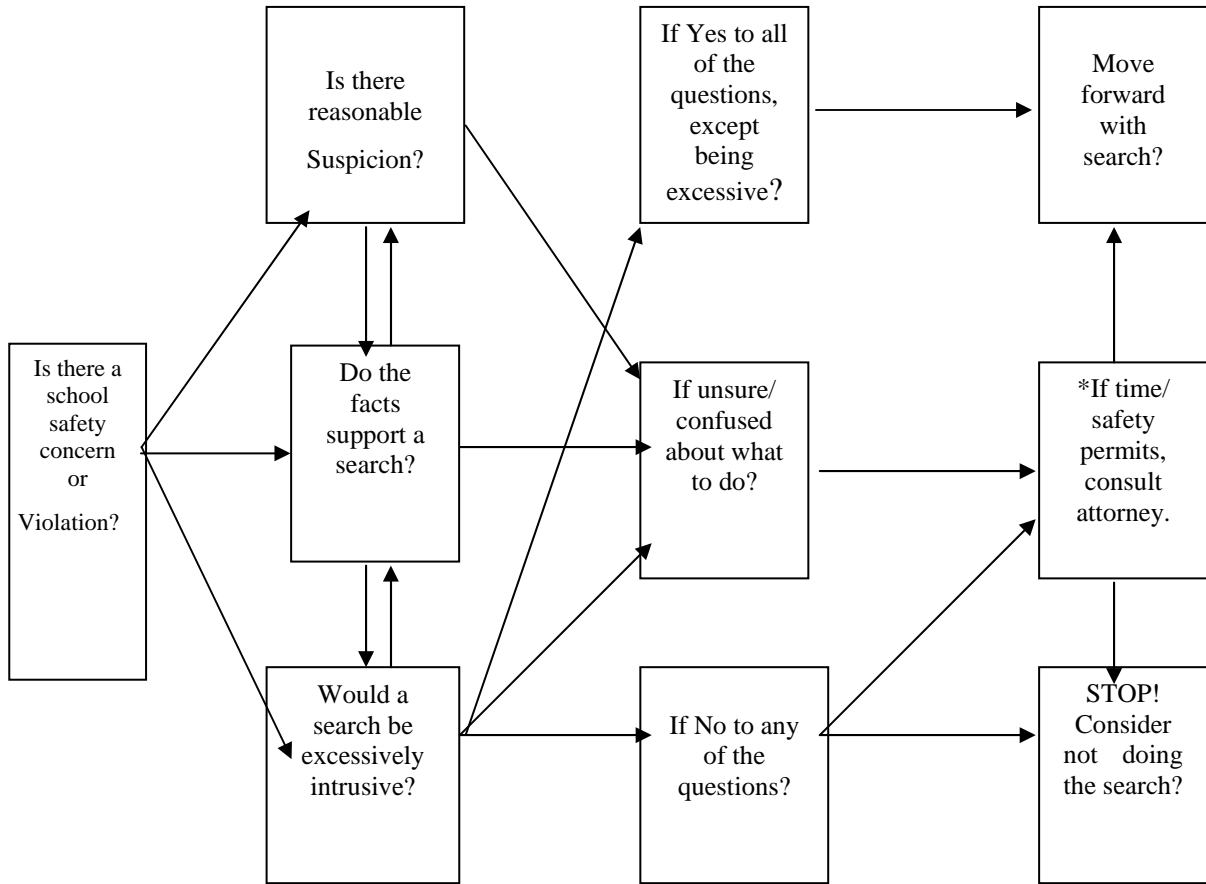 Is there a
school
safety
concern
or
Violation?
Is there
reasonable
Suspicion?
Do the
facts
support a
search?
Would a
search be
excessively
intrusive?
If Yes to all
of the
questions,
except
being
excessive?
If unsure/
confused
about what
to do?
If No to any
of the
questions?
Move
forward
with
search?
*If time/
safety
permits,
consult
attorney.
STOP!
Consider
not doing
the search?